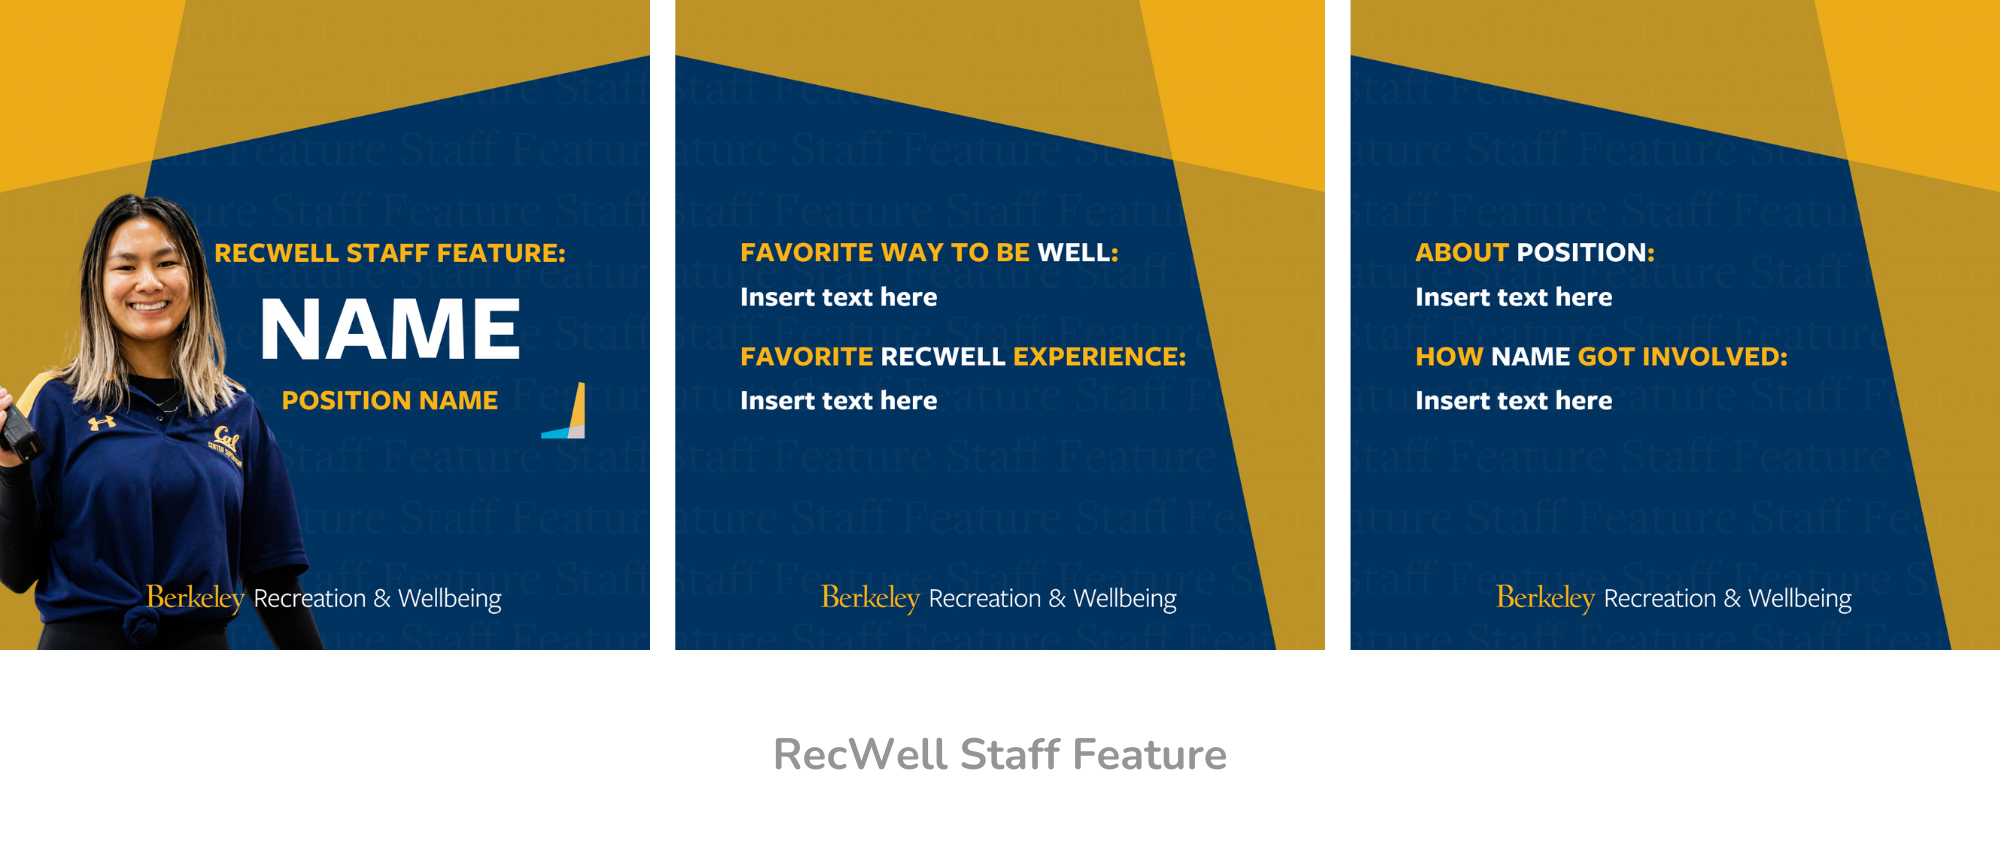 RECWELL STAFF FEATURE:
NAME
POSITION NAME
Cal
Berkeley Recreation & Wellbeing
FAVORITE WAY TO BE WELL:
Insert text here
FAVORITE RECWELL EXPERIENCE:
Insert text here
Berkeley Recreation & Wellbeing
ABOUT POSITION:
Insert text here
HOW NAME GOT INVOLVED:
Insert text here
Berkeley Recreation & Wellbeing
RecWell Staff Feature